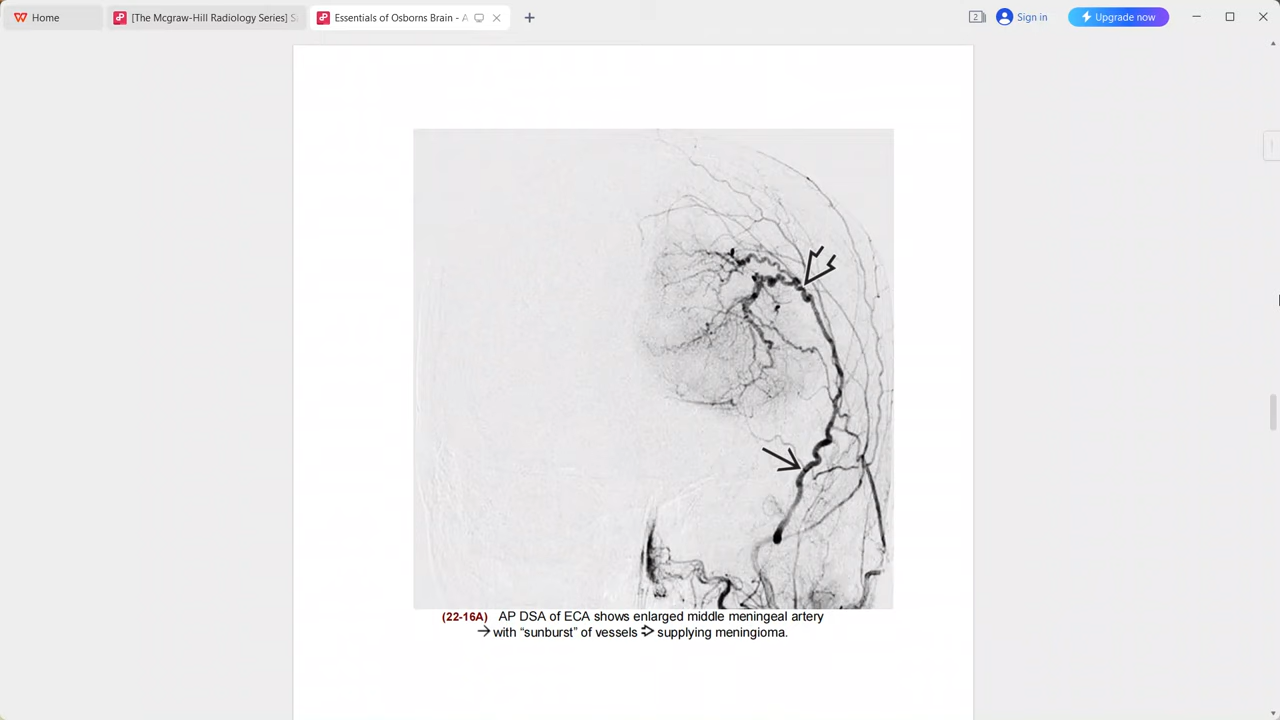 Home
[The Mcgraw-Hill Radiology Series] S
Essentials of Osborns Brain - A
2
Sign in
Upgrade now
(22-16A) AP DSA of ECA shows enlarged middle meningeal artery
→ with “sunburst” of vessels ⮊ supplying meningioma.